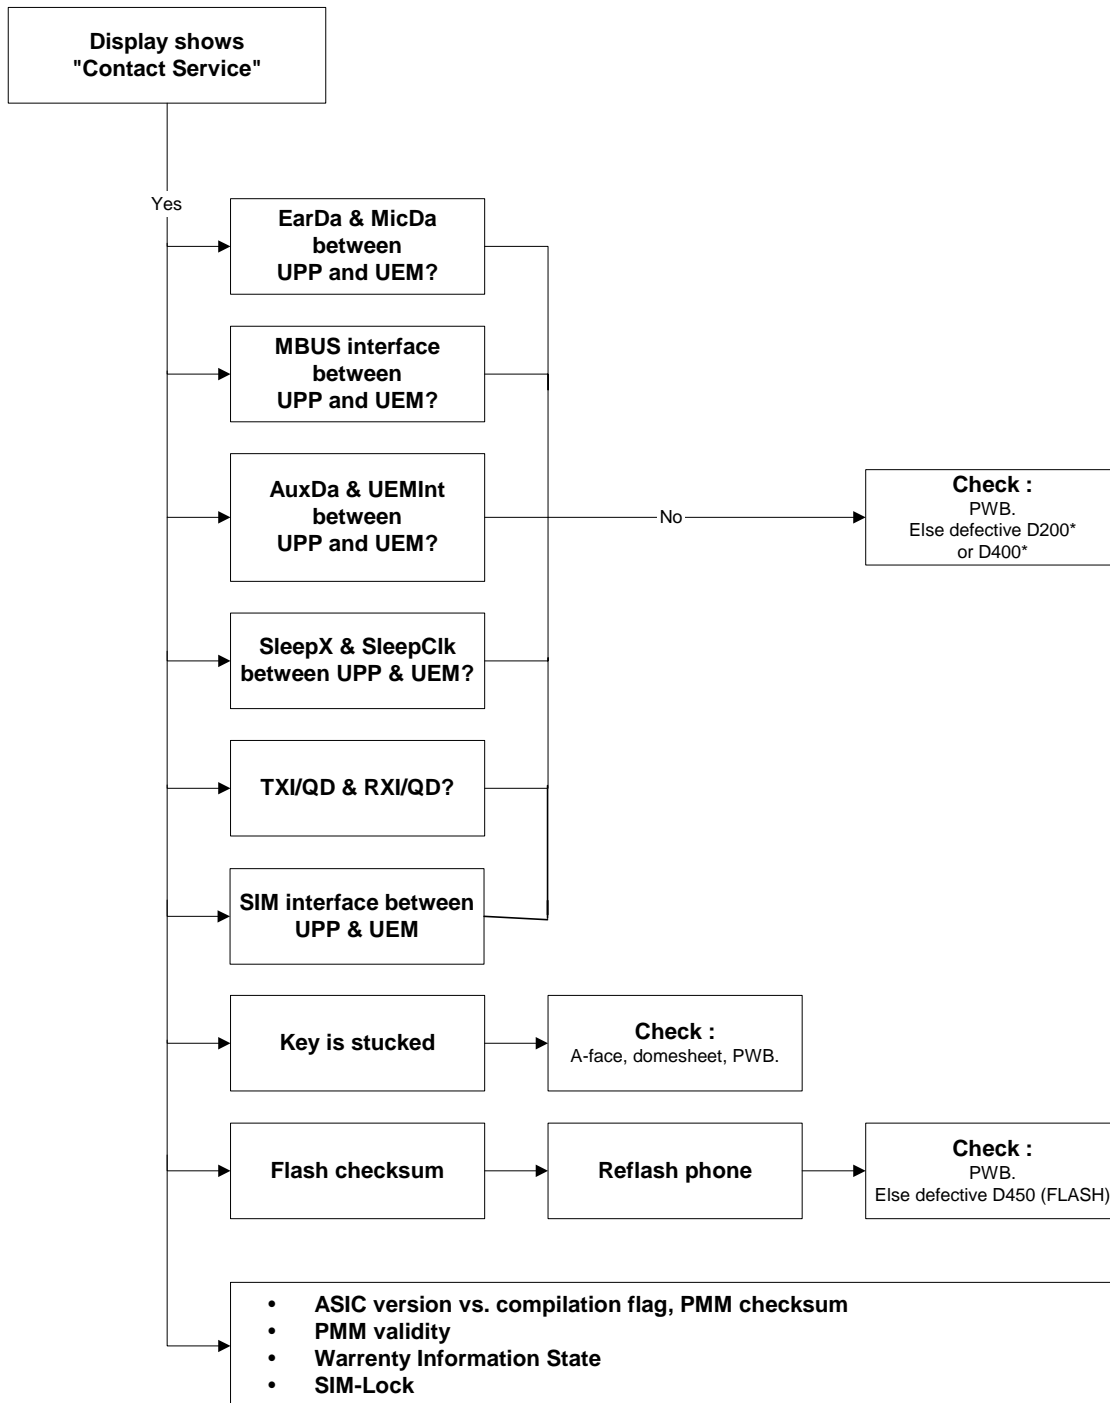 Display shows
"Contact Service"
Yes
EarDa & MicDa
between
UPP and UEM?
MBUS interface
between
UPP and UEM?
AuxDa & UEMInt
between
UPP and UEM?
No
Check :
PWB.
Else defective D200*
or D400*
SleepX & SleepClk
between UPP & UEM?
TXI/QD & RXI/QD?
SIM interface between
UPP & UEM
Key is stucked
Check :
A-face, domesheet, PWB.
Flash checksum
Reflash phone
Check :
PWB.
Else defective D450 (FLASH)
• ASIC version vs. compilation flag, PMM checksum
• PMM validity
• Warrenty Information State
• SIM-Lock